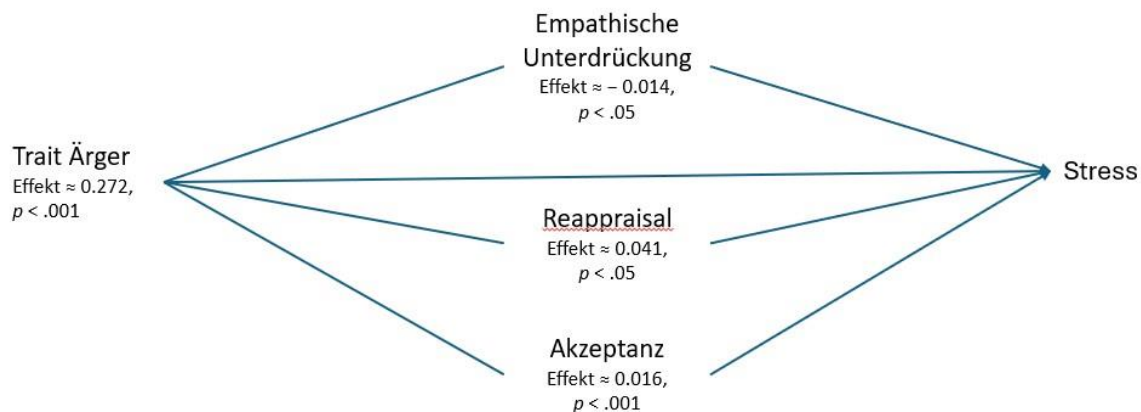 Empathische
Unterdrückung
Effekt ≈ – 0.014,
p < .05
Trait Ärger
Effekt ≈ 0.272,
p < .001
Stress
Reappraisal
Effekt ≈ 0.041,
p < .05
Akzeptanz
Effekt ≈ 0.016,
p < .001